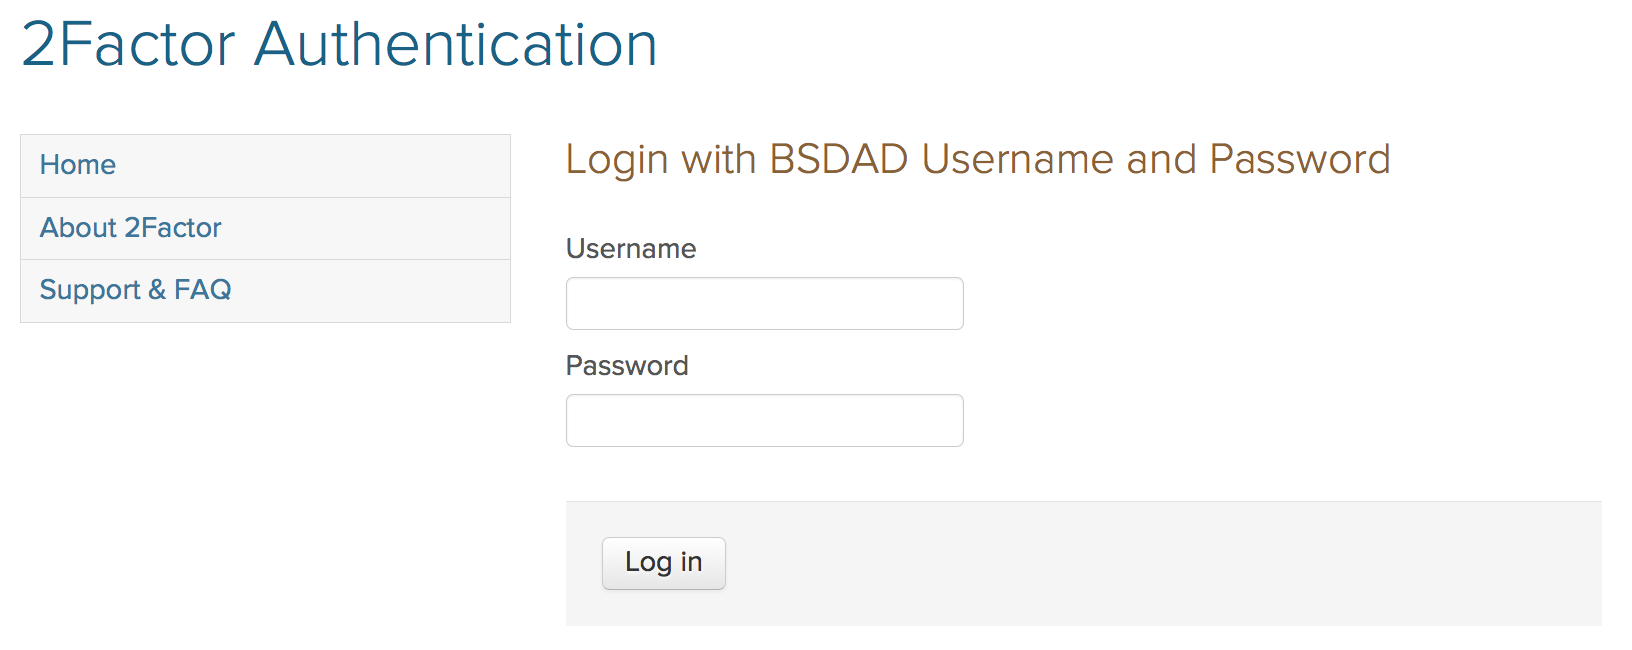 2Factor Authentication
Home
About 2Factor
Support & FAQ
Login with BSDAD Username and Password
Username
Password
Log in